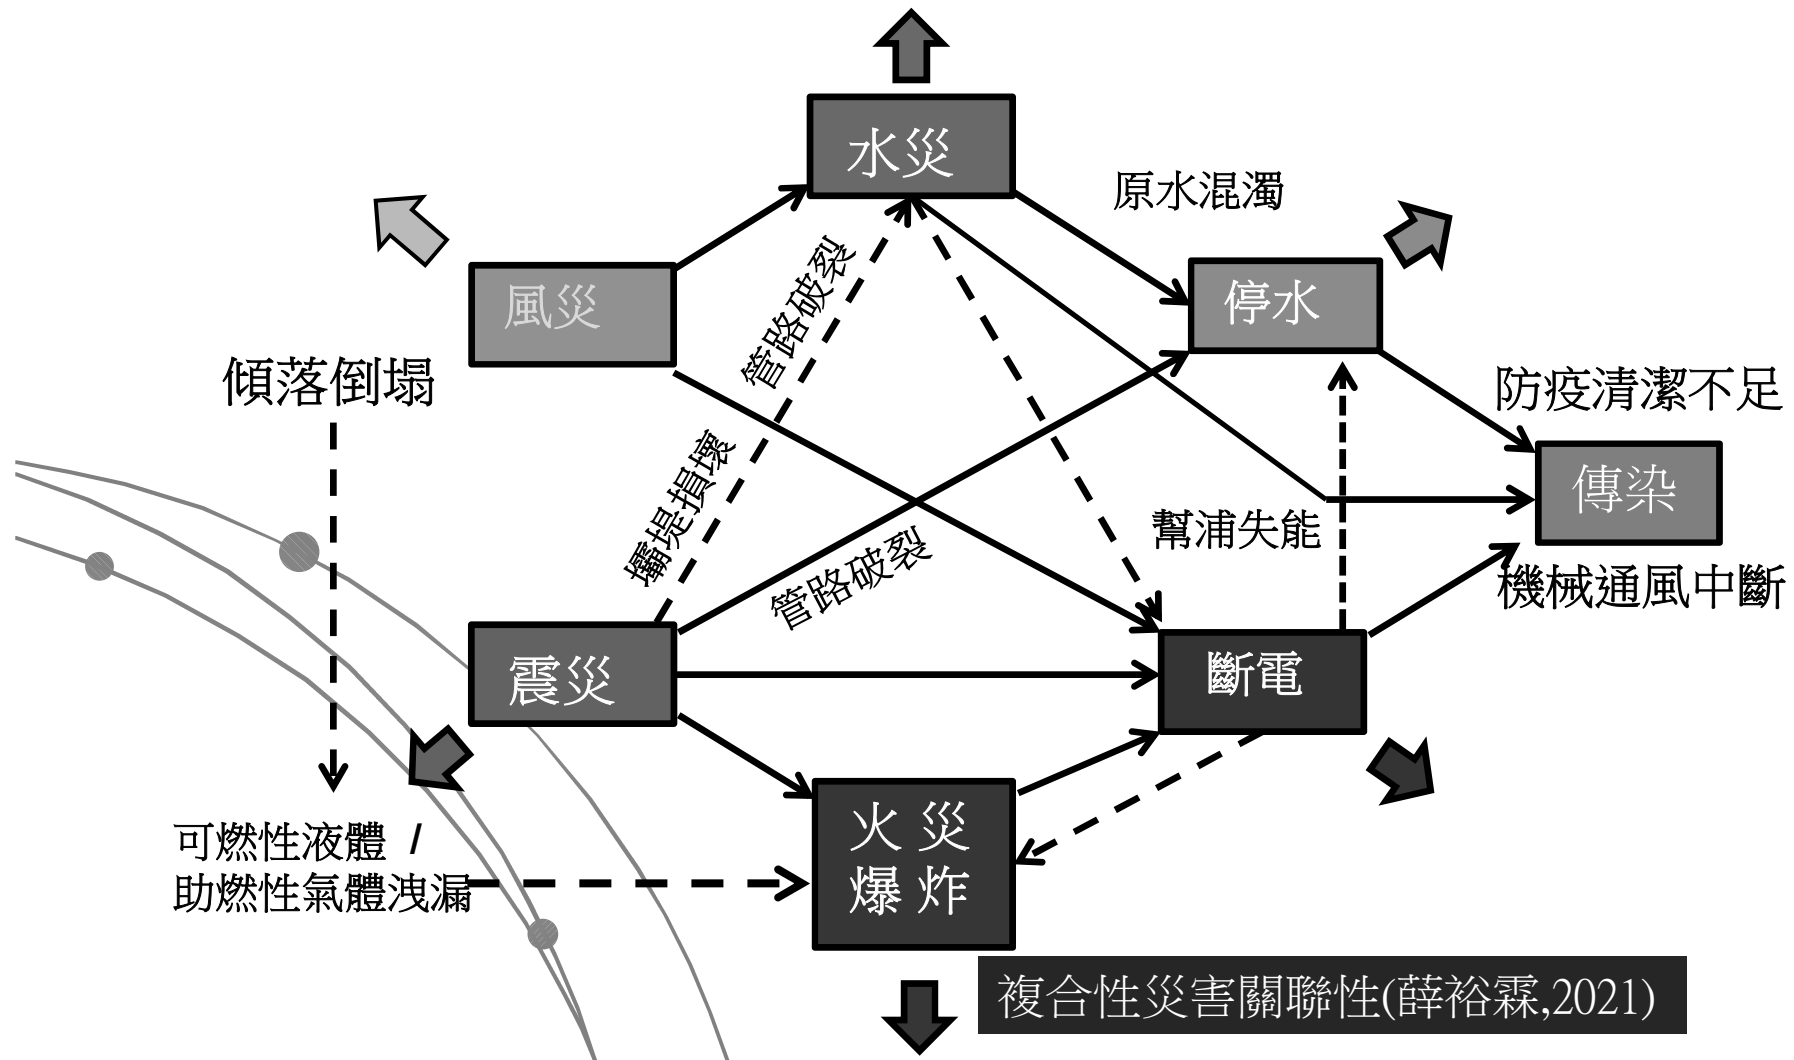 水災
原水混濁
風災
停水
管路破裂
傾落倒塌
防疫清潔不足
壩堤損壞
傳染
幫浦失能
管路破裂
機械通風中斷
震災
斷電
火災
爆炸
可燃性液體 /
助燃性氣體洩漏
複合性災害關聯性(薛裕霖,2021)